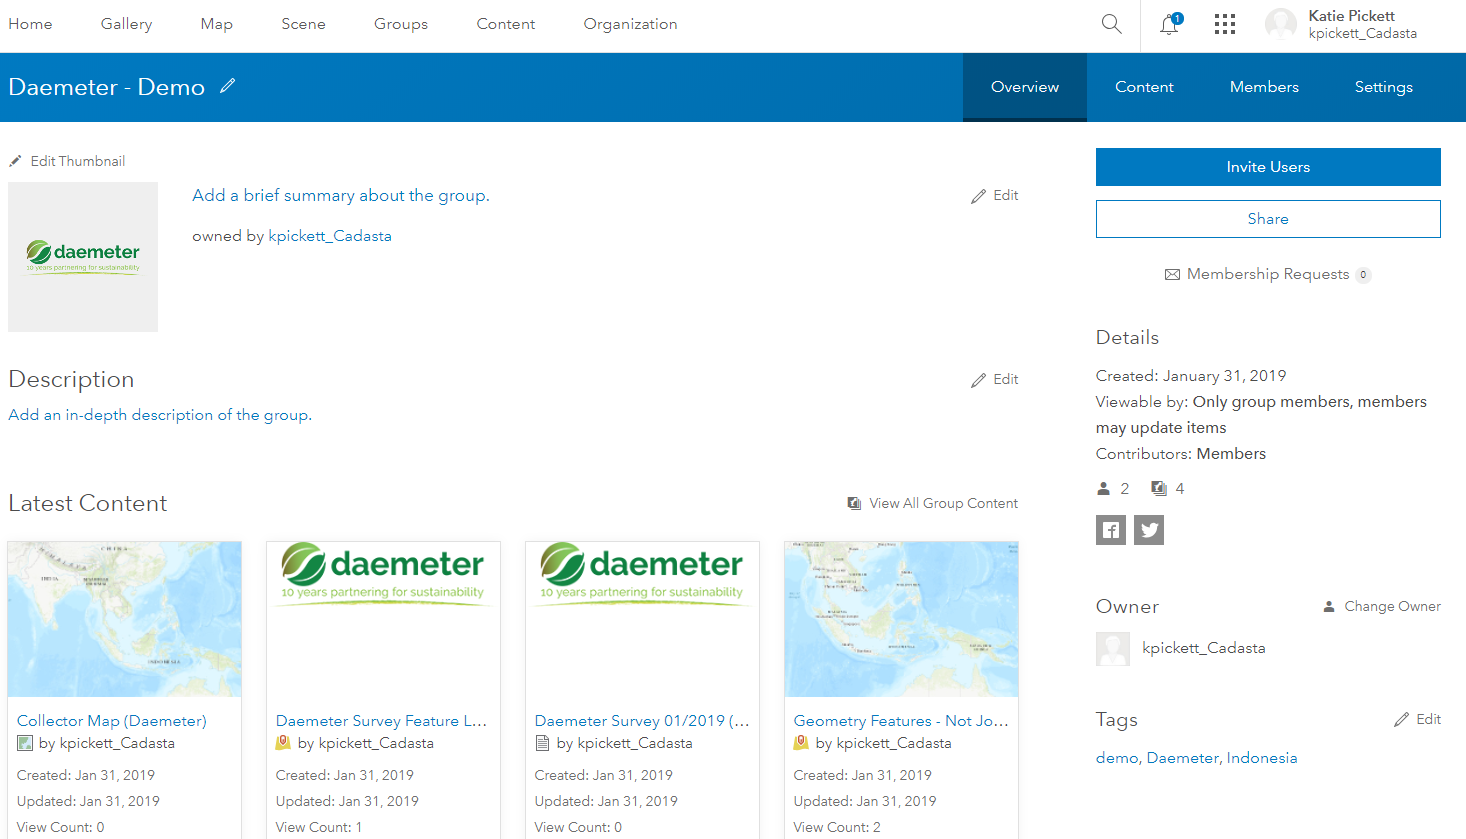 Home Gallery Map Scene Groups Content Organization
1
Katie Pickett
kpickett_Cadasta
Daemeter - Demo
Overview Content Members Settings
Edit Thumbnail
daemeter
10 years partnering for sustainability
Add a brief summary about the group.
Edit
owned by kpickett_Cadasta
Description
Edit
Add an in-depth description of the group.
Latest Content
View All Group Content
CHINA
INDIA
INDONESIA
Collector Map (Daemeter)
by kpickett_Cadasta
Created: Jan 31, 2019
Updated: Jan 31, 2019
View Count: 0
daemeter
10 years partnering for sustainability
Daemeter Survey Feature L...
by kpickett_Cadasta
Created: Jan 31, 2019
Updated: Jan 31, 2019
View Count: 1
daemeter
10 years partnering for sustainability
Daemeter Survey 01/2019 (...
by kpickett_Cadasta
Created: Jan 31, 2019
Updated: Jan 31, 2019
View Count: 0
Geometry Features - Not Jo...
by kpickett_Cadasta
Created: Jan 31, 2019
Updated: Jan 31, 2019
View Count: 2
Invite Users
Share
Membership Requests 0
Details
Created: January 31, 2019
Viewable by: Only group members, members
may update items
Contributors: Members
2 4
Owner
Change Owner
kpickett_Cadasta
Tags
Edit
demo, Daemeter, Indonesia